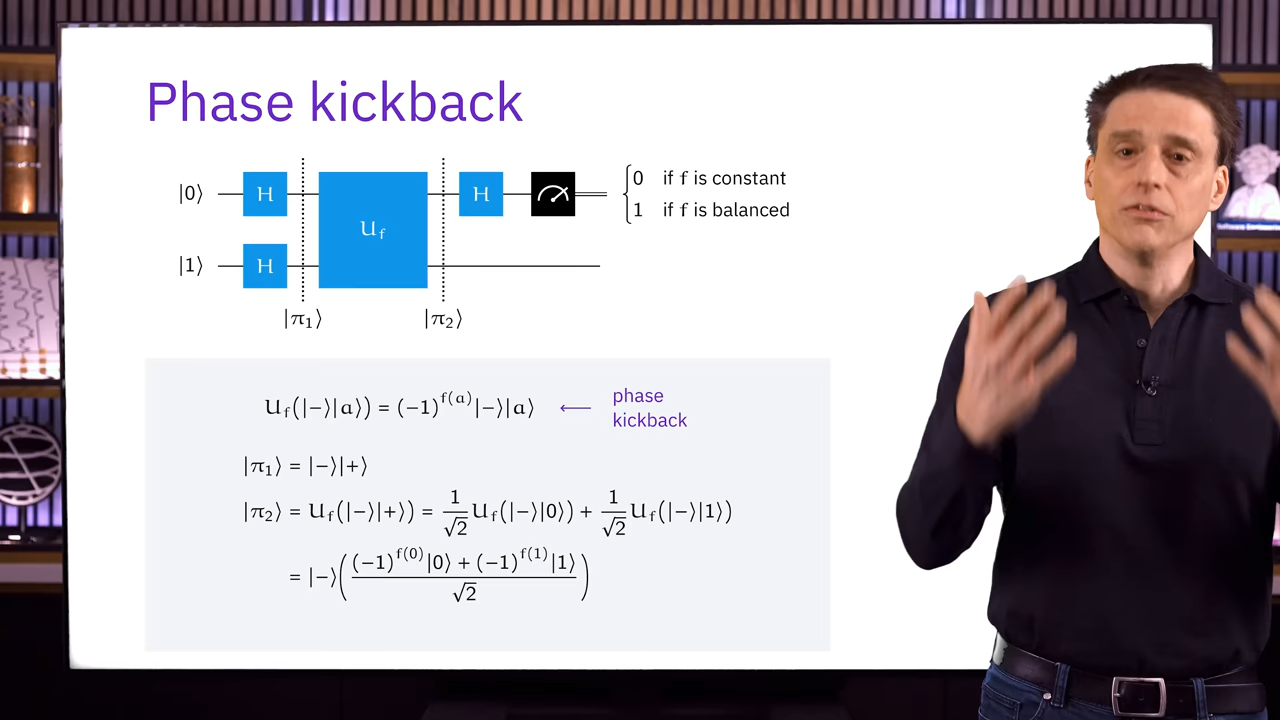 Phase kickback
|0⟩ H H 0 if f is constant
U_f 1 if f is balanced
|1⟩ H
|π₁⟩ |π₂⟩
U_f(|−⟩|a⟩) = (−1)^{f(a)}|−⟩|a⟩ ← phase kickback
|π₁⟩ = |−⟩|+⟩
|π₂⟩ = U_f(|−⟩|+⟩) = 1/√2 U_f(|−⟩|0⟩) + 1/√2 U_f(|−⟩|1⟩)
= |−⟩( ((−1)^{f(0)}|0⟩ + (−1)^{f(1)}|1⟩) / √2 )